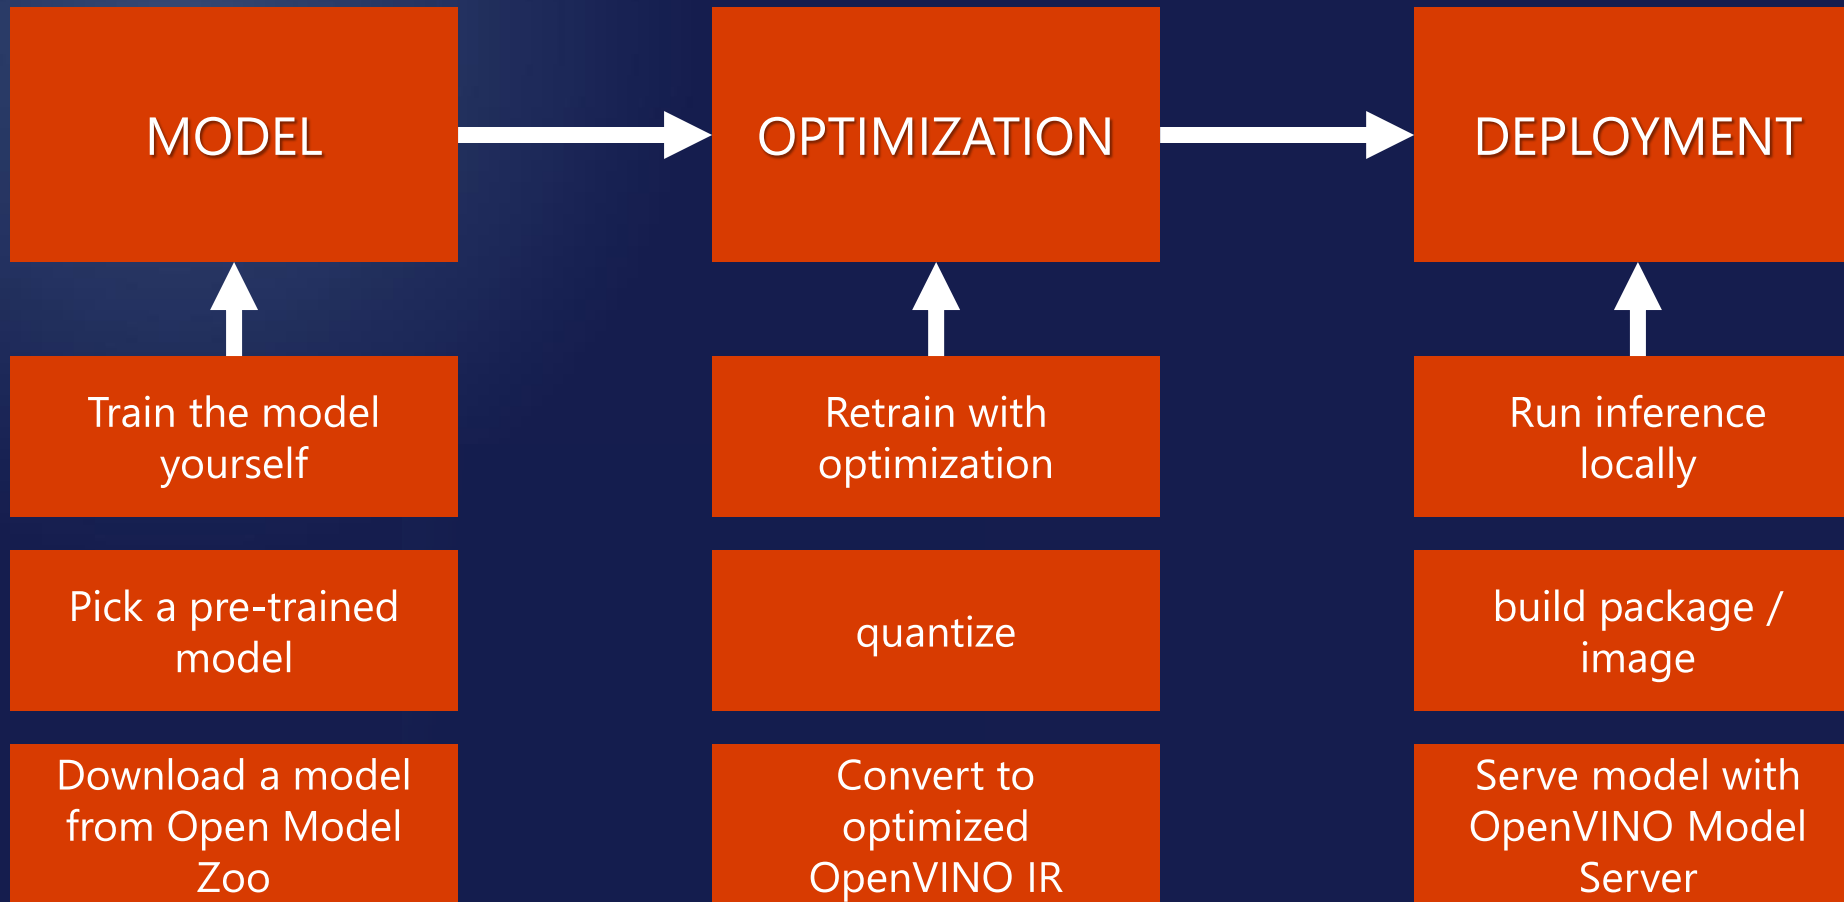 MODEL
OPTIMIZATION
DEPLOYMENT
Train the model
yourself
Retrain with
optimization
Run inference
locally
Pick a pre-trained
model
quantize
build package /
image
Download a model
from Open Model
Zoo
Convert to
optimized
OpenVINO IR
Serve model with
OpenVINO Model
Server